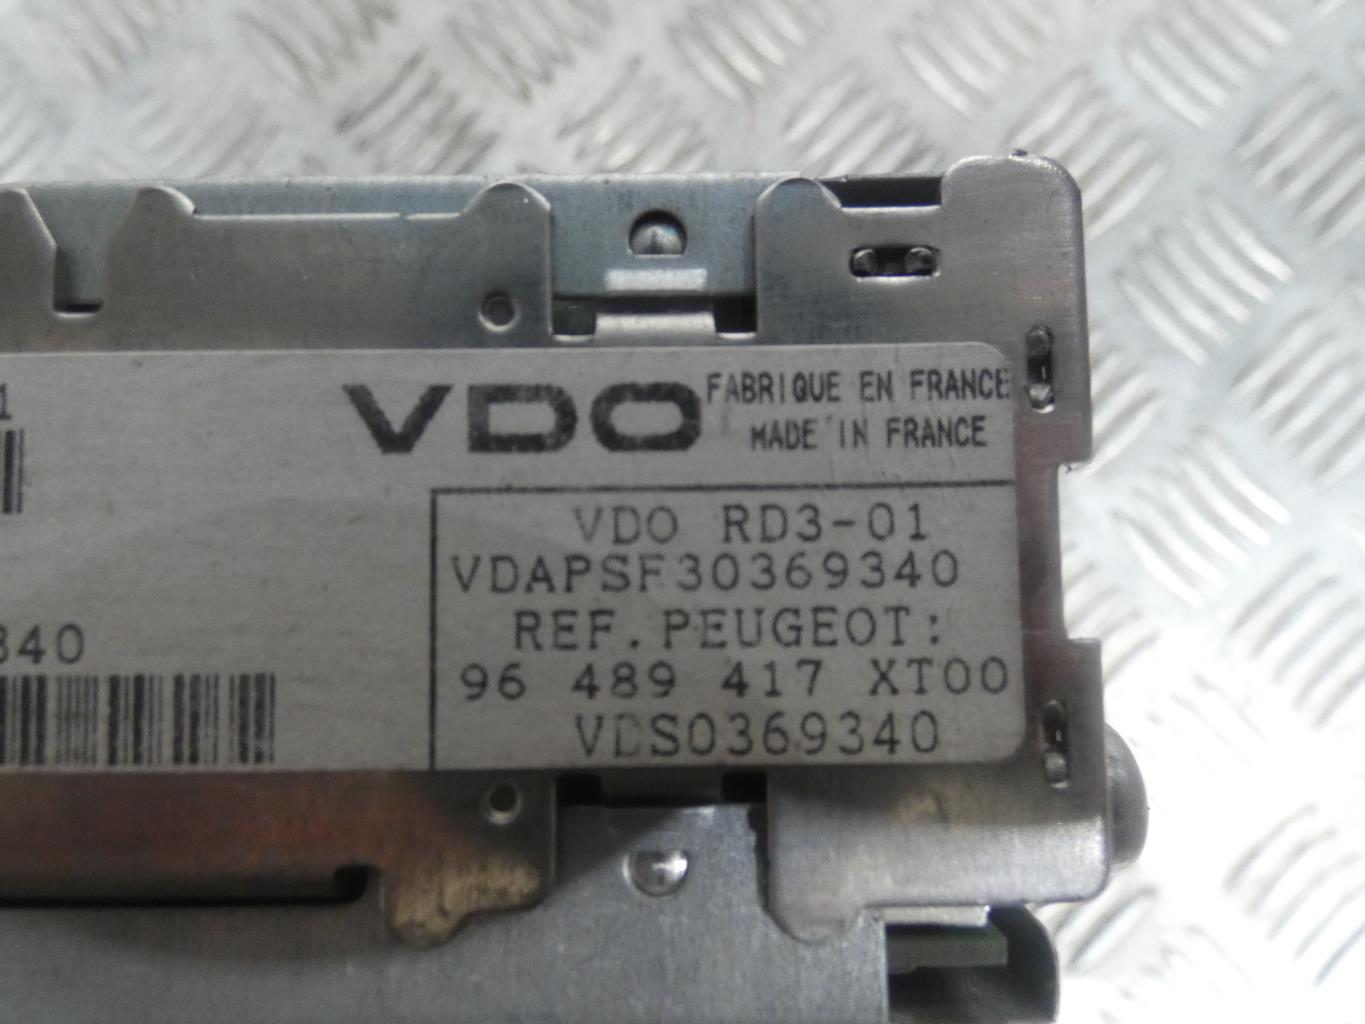 1
VDO
FABRIQUE EN FRANCE
MADE IN FRANCE
VDO RD3-01
VDAPSF30369340
REF. PEUGEOT:
340
96 489 417 XT00
VDS0369340